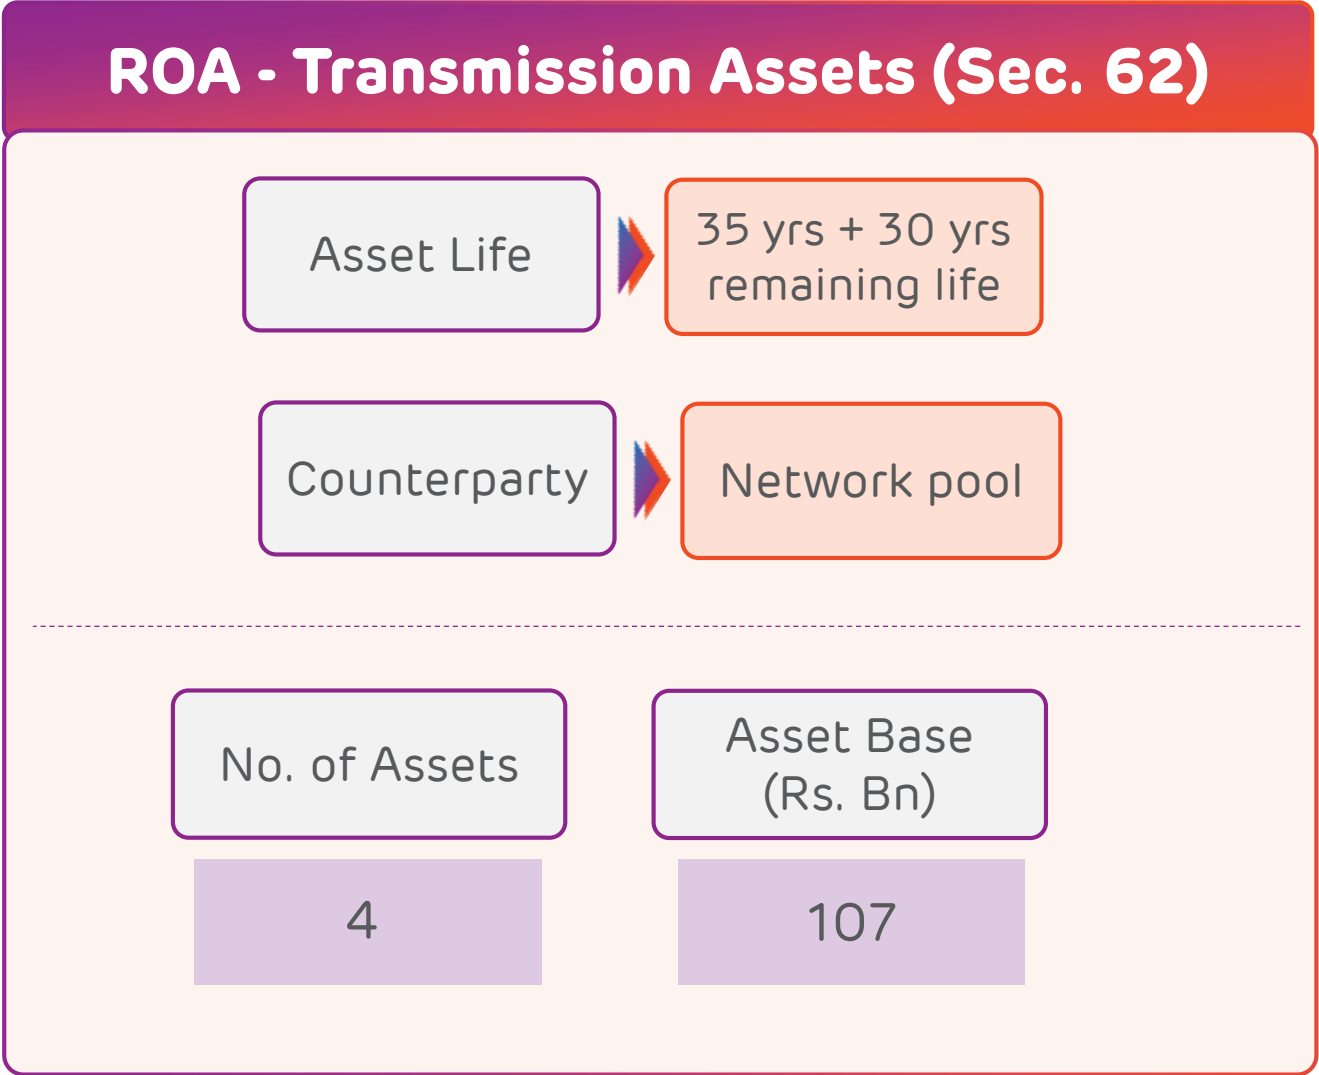 ROA - Transmission Assets (Sec. 62)
Asset Life
35 yrs + 30 yrs
remaining life
Counterparty
Network pool
No. of Assets
Asset Base
(Rs. Bn)
4
107